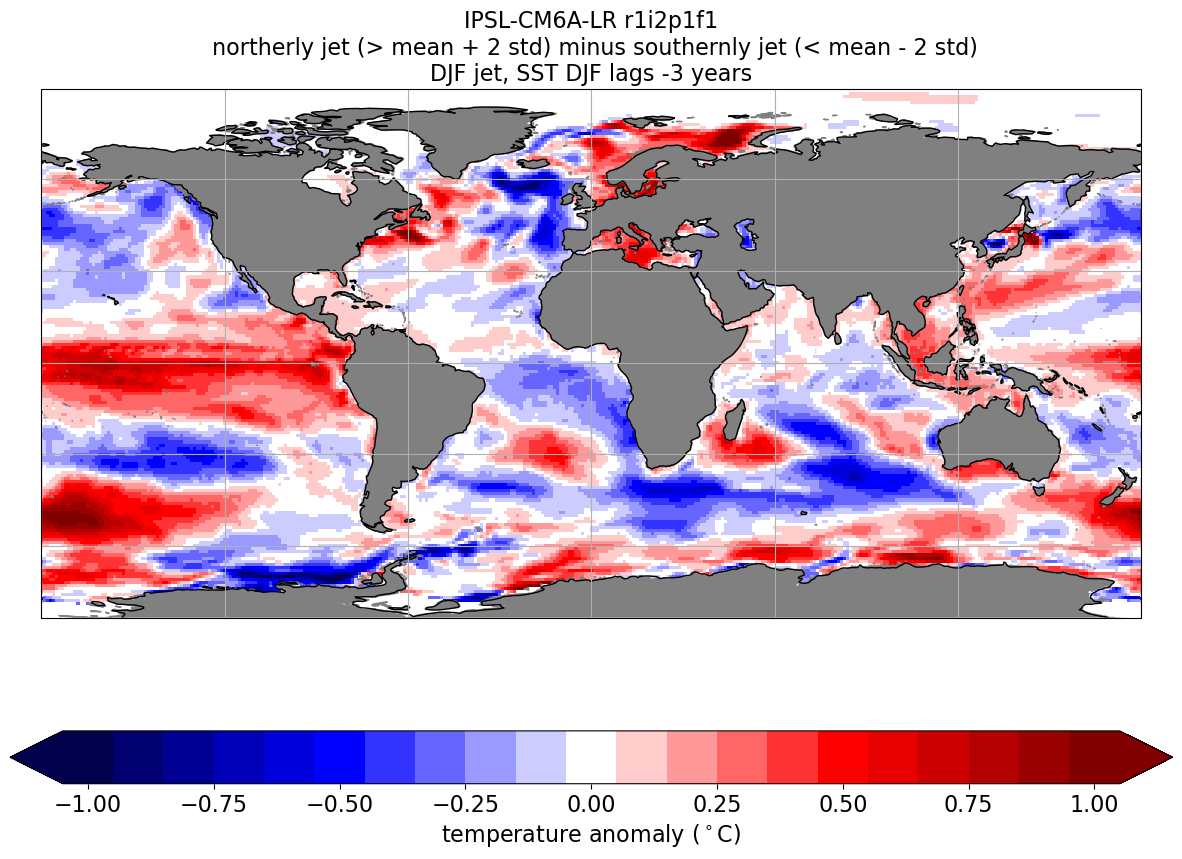 IPSL-CM6A-LR r1i2p1f1
northerly jet (> mean + 2 std) minus southernly jet (< mean - 2 std)
DJF jet, SST DJF lags -3 years
−1.00 −0.75 −0.50 −0.25 0.00 0.25 0.50 0.75 1.00
temperature anomaly (°C)